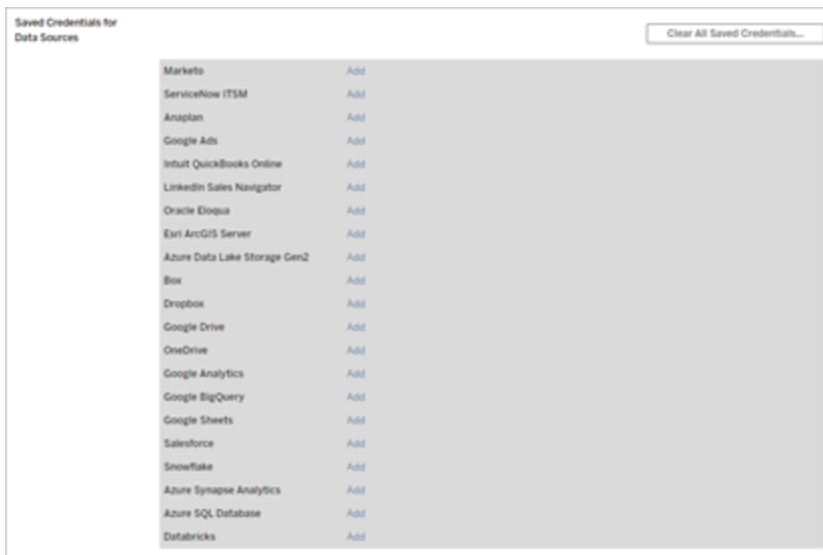 Saved Credentials for
Data Sources
Clear All Saved Credentials...
Marketo Add
ServiceNow ITSM Add
Anaplan Add
Google Ads Add
Intuit QuickBooks Online Add
LinkedIn Sales Navigator Add
Oracle Eloqua Add
Esri ArcGIS Server Add
Azure Data Lake Storage Gen2 Add
Box Add
Dropbox Add
Google Drive Add
OneDrive Add
Google Analytics Add
Google BigQuery Add
Google Sheets Add
Salesforce Add
Snowflake Add
Azure Synapse Analytics Add
Azure SQL Database Add
Databricks Add